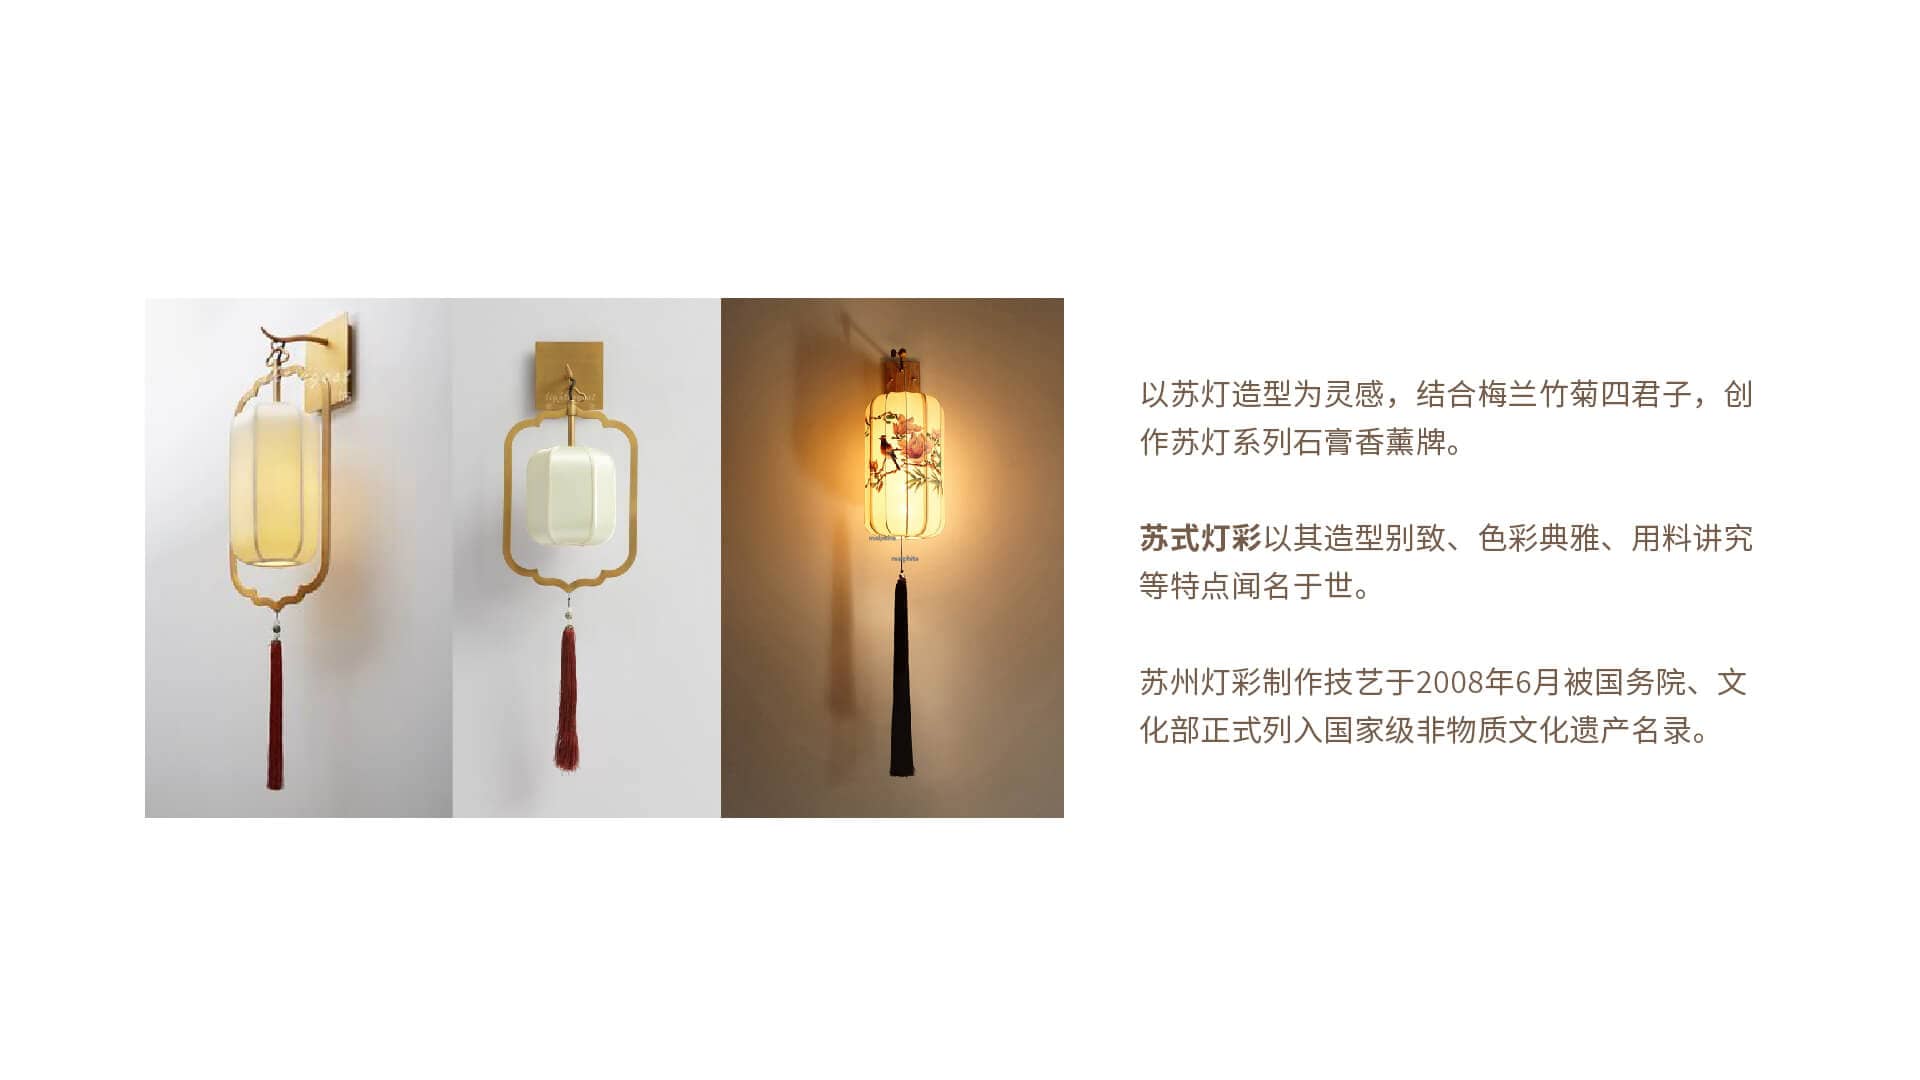 以苏灯造型为灵感，结合梅兰竹菊四君子，创
作苏灯系列石膏香薰牌。
苏式灯彩以其造型别致、色彩典雅、用料讲究
等特点闻名于世。
苏州灯彩制作技艺于2008年6月被国务院、文
化部正式列入国家级非物质文化遗产名录。